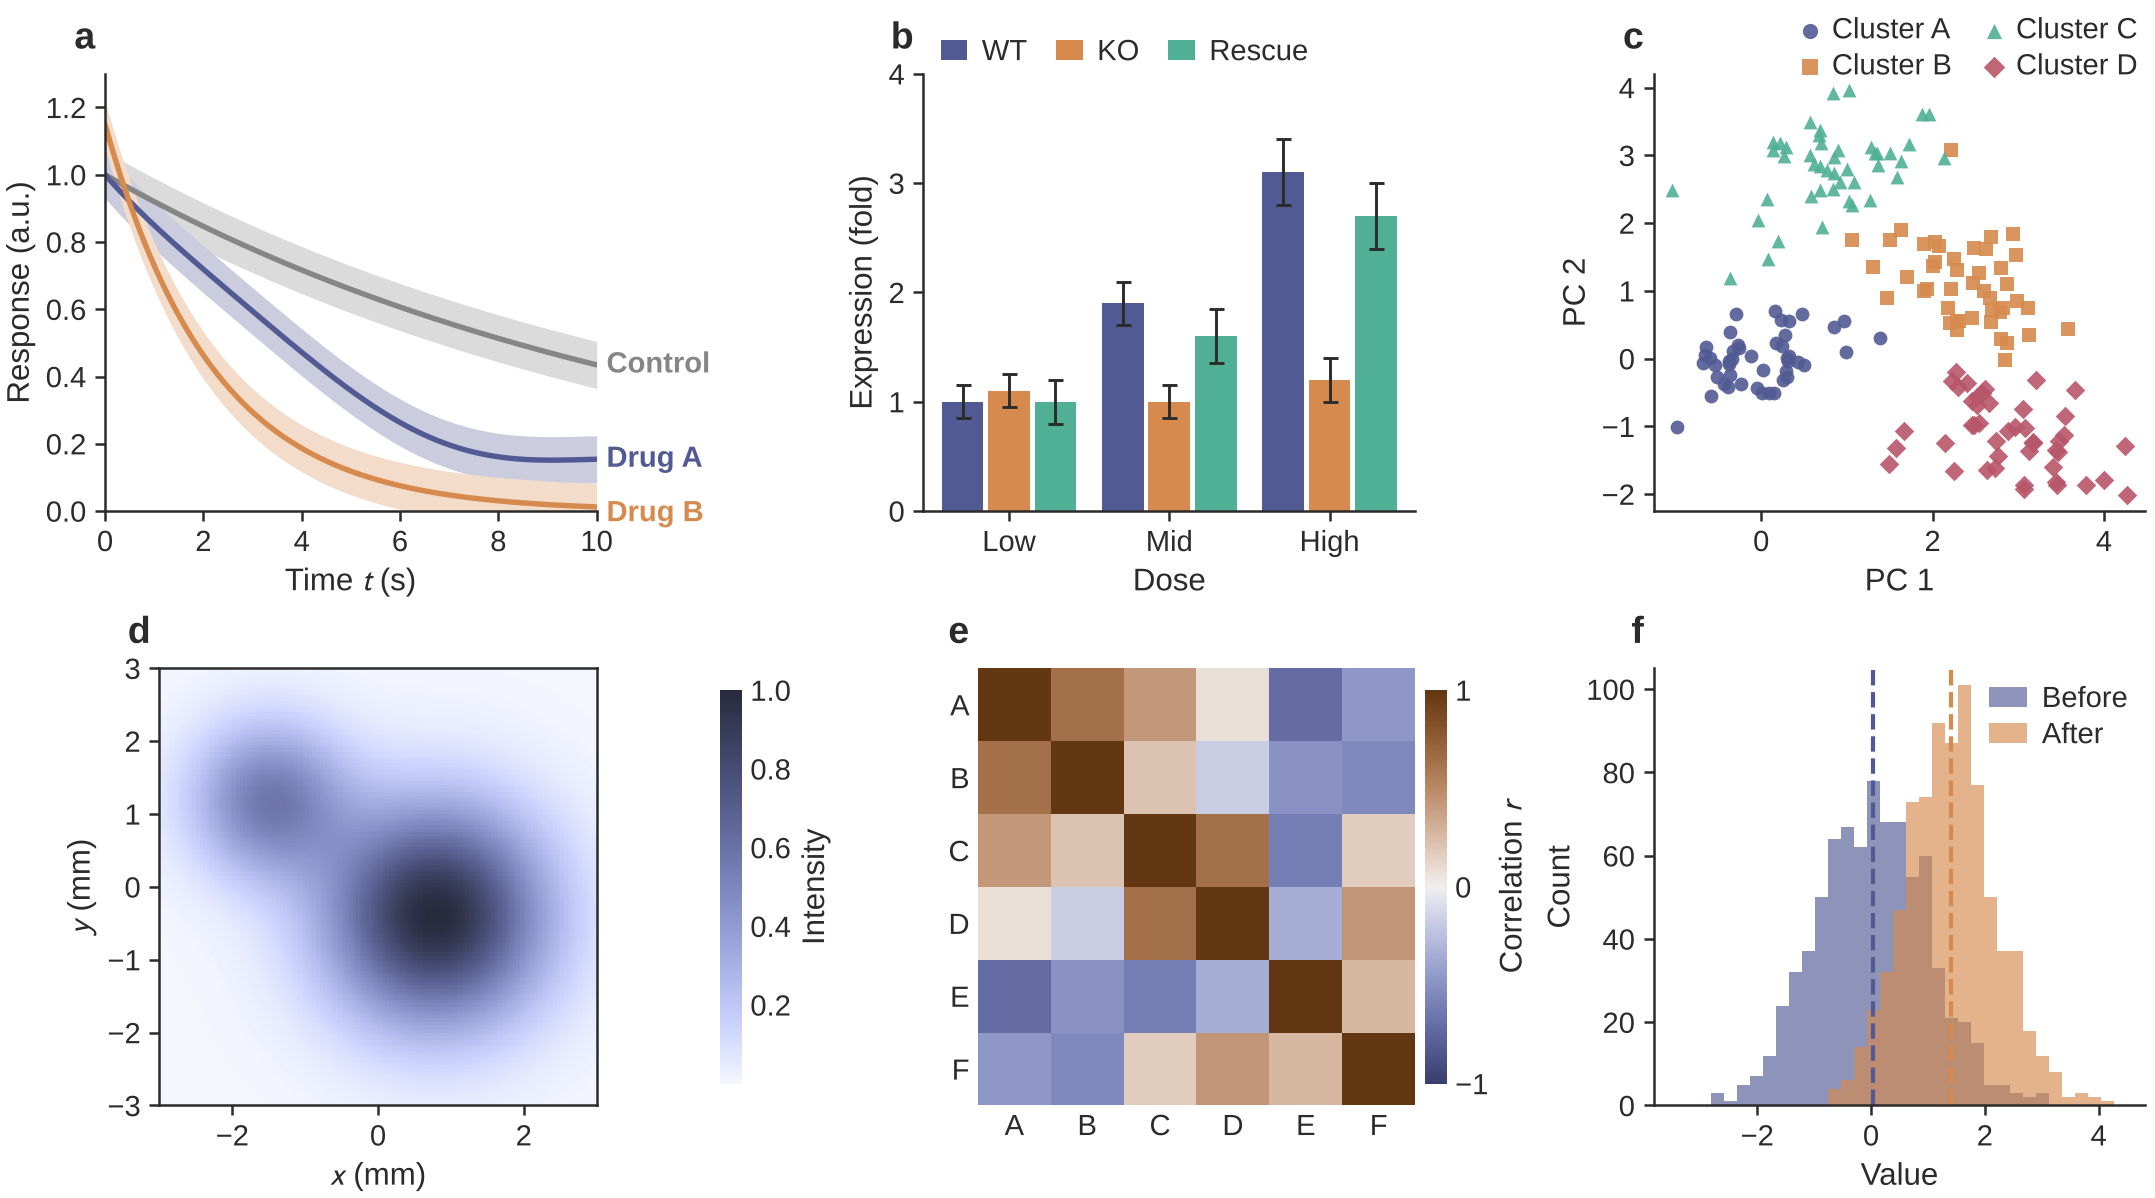 a
1.2
1.0
0.8
0.6
0.4
0.2
0.0
Response (a.u.)
Control
Drug A
Drug B
0 2 4 6 8 10
Time t (s)
b
WT KO Rescue
4
3
2
1
0
Expression (fold)
Low Mid High
Dose
c
Cluster A Cluster C
Cluster B Cluster D
4
3
2
1
0
−1
−2
PC 2
0 2 4
PC 1
d
3
2
1
0
−1
−2
−3
y (mm)
−2 0 2
x (mm)
1.0
0.8
0.6
0.4
0.2
Intensity
e
A
B
C
D
E
F
A B C D E F
1
0
−1
Correlation r
f
100
80
60
40
20
0
Count
Before
After
−2 0 2 4
Value